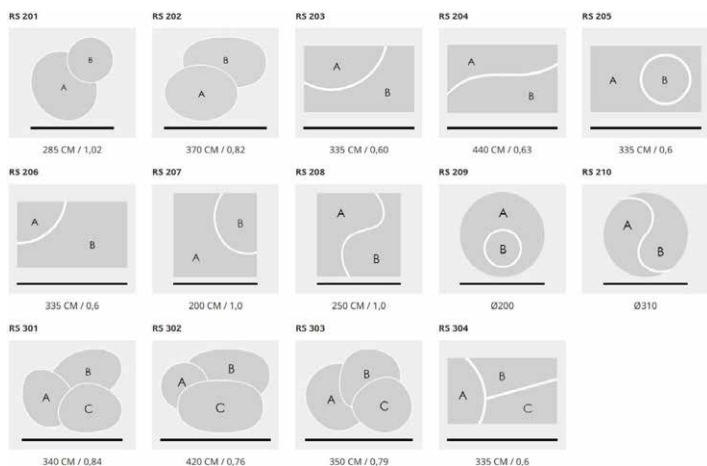 RS 201 RS 202 RS 203 RS 204 RS 205
B A B A A B A B A B
285 CM / 1,02 370 CM / 0,82 335 CM / 0,60 440 CM / 0,63 335 CM / 0,6
RS 206 RS 207 RS 208 RS 209 RS 210
A B B A A B A B A B
335 CM / 0,6 200 CM / 1,0 250 CM / 1,0 Ø200 Ø310
RS 301 RS 302 RS 303 RS 304
B A C B A C B A C B A C
340 CM / 0,84 420 CM / 0,76 350 CM / 0,79 335 CM / 0,6